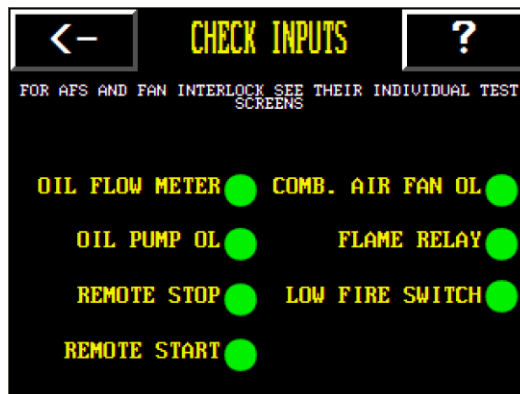 <- CHECK INPUTS ?
FOR AFS AND FAN INTERLOCK SEE THEIR INDIVIDUAL TEST
SCREENS
OIL FLOW METER COMB. AIR FAN OL
OIL PUMP OL FLAME RELAY
REMOTE STOP LOW FIRE SWITCH
REMOTE START